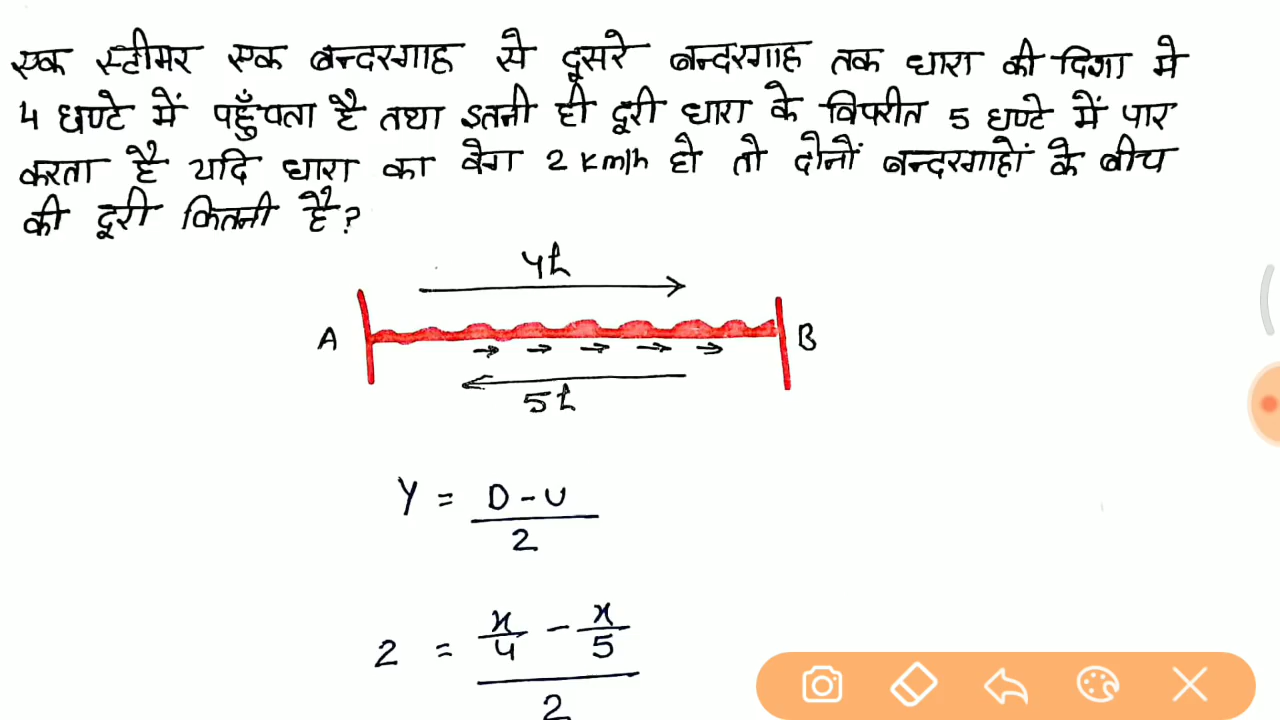 एक स्टीमर एक बन्दरगाह से दूसरे बन्दरगाह तक धारा की दिशा मे
4 घण्टे में पहुँचता है तथा इतनी ही दूरी धारा के विपरीत 5 घण्टे में पार
करता है यदि धारा का वेग 2 km/h हो तो दोनों बन्दरगाहों के बीच
की दूरी कितनी है?
4h
A B
5h
Y = D - U
2
2 = x/4 - x/5
2